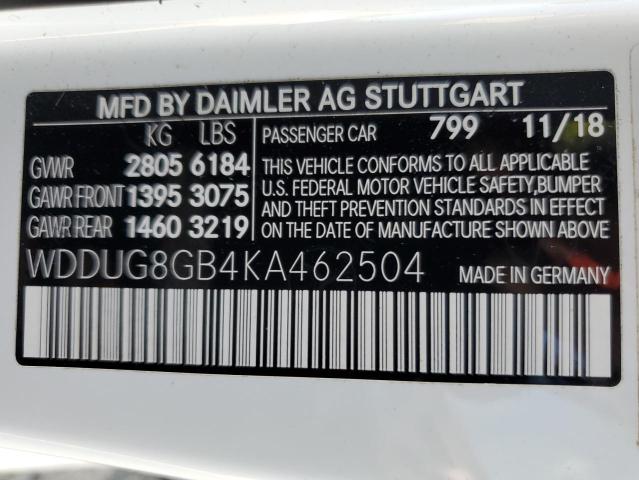 MFD BY DAIMLER AG STUTTGART
KG LBS
GVWR 2805 6184
GAWR FRONT 1395 3075
GAWR REAR 1460 3219
PASSENGER CAR 799 11/18
THIS VEHICLE CONFORMS TO ALL APPLICABLE
U.S. FEDERAL MOTOR VEHICLE SAFETY,BUMPER
AND THEFT PREVENTION STANDARDS IN EFFECT
ON THE DATE OF MANUFACTURE SHOWN ABOVE.
WDDUG8GB4KA462504 MADE IN GERMANY